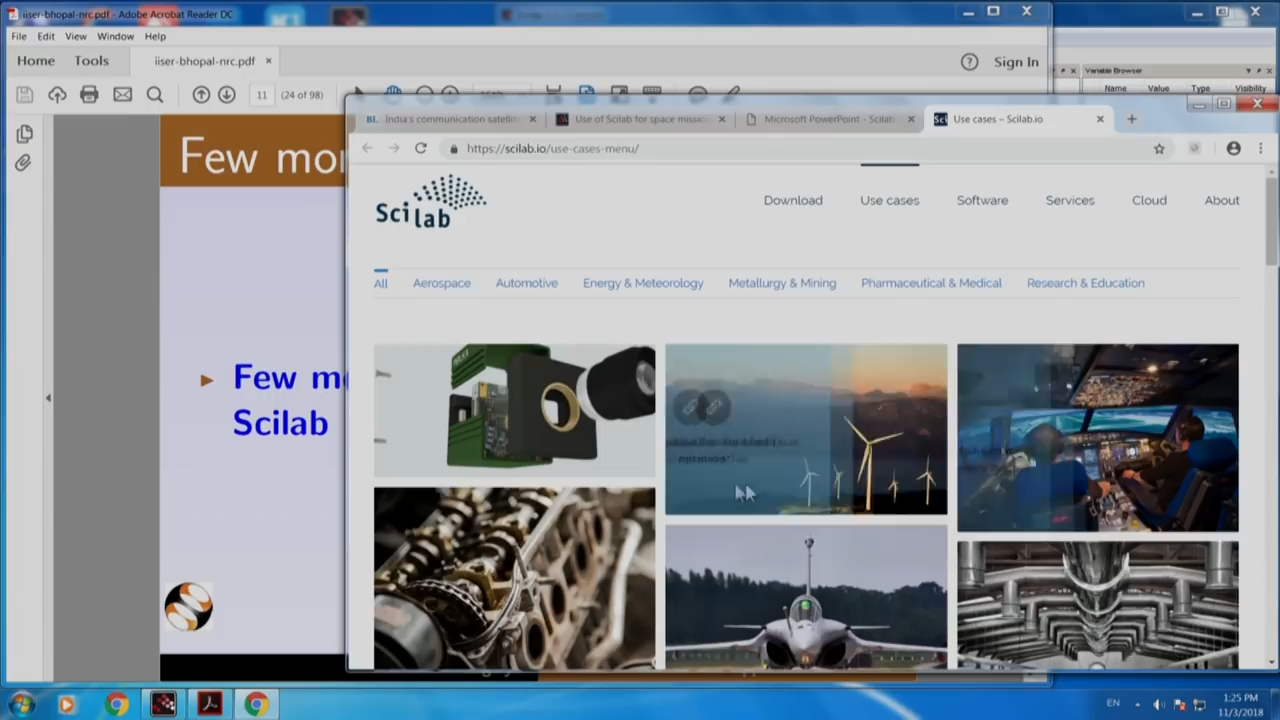 iiser-bhopal-nrc.pdf - Adobe Acrobat Reader DC
File Edit View Window Help
Home Tools iiser-bhopal-nrc.pdf × Sign In
11 (24 of 98)
Variable Browser
Name Value Type Visibility
India's communication satellit
Use of Scilab for space missio
Microsoft PowerPoint - Scilab
Use cases – Scilab.io
https://scilab.io/use-cases-menu/
Few mor
Scilab
Download Use cases Software Services Cloud About
All Aerospace Automotive Energy & Meteorology Metallurgy & Mining Pharmaceutical & Medical Research & Education
Few m
Scilab
EN
1:25 PM
11/3/2018